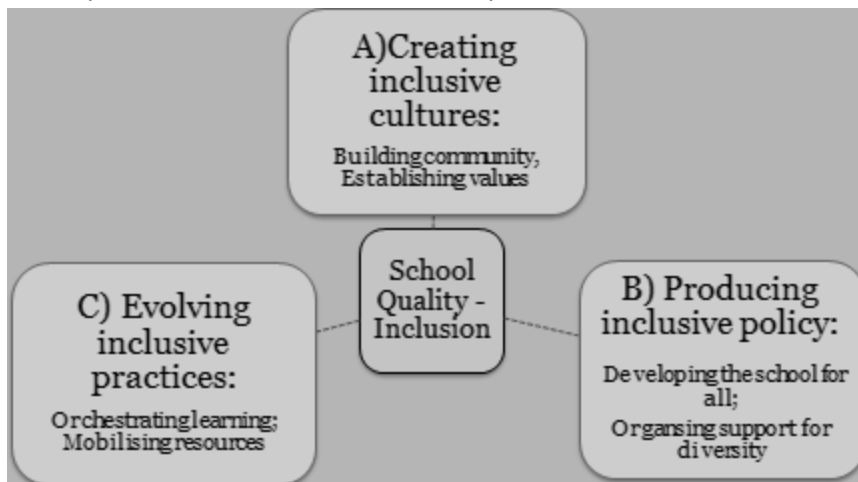 A)Creating
inclusive
cultures:
Building community,
Establishing values
School
Quality -
Inclusion
B) Producing
inclusive policy:
Developing the school for
all;
Organsing support for
diversity
C) Evolving
inclusive
practices:
Orchestrating learning;
Mobilising resources